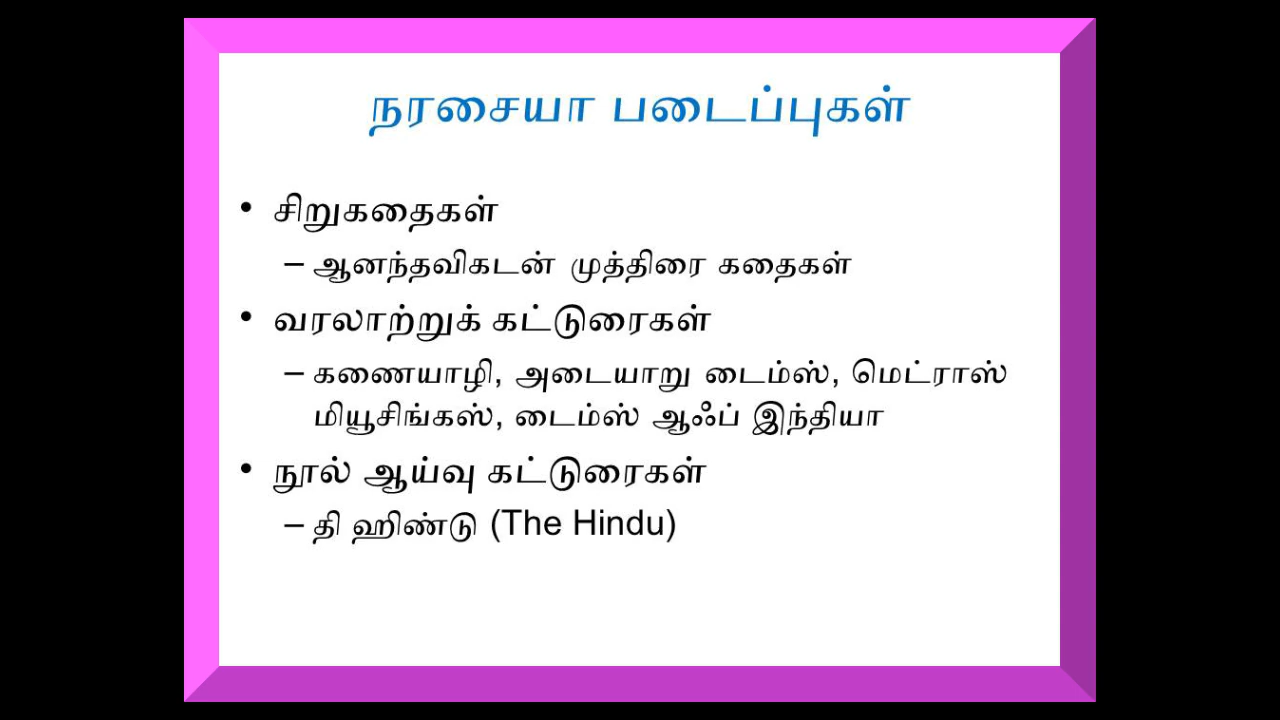 நரசையா படைப்புகள்
• சிறுகதைகள்
– ஆனந்தவிகடன் முத்திரை கதைகள்
• வரலாற்றுக் கட்டுரைகள்
– கணையாழி, அடையாறு டைம்ஸ், மெட்ராஸ்
மியூசிங்கஸ், டைம்ஸ் ஆஃப் இந்தியா
• நூல் ஆய்வு கட்டுரைகள்
– தி ஹிண்டு (The Hindu)